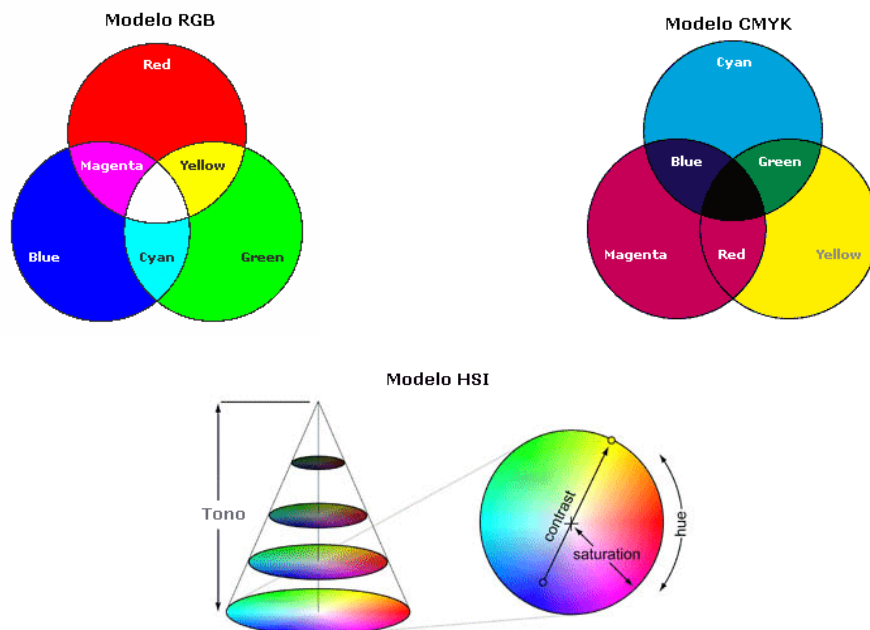 Modelo RGB
Red
Magenta
Yellow
Blue
Cyan
Green
Modelo CMYK
Cyan
Blue
Green
Magenta
Red
Yellow
Modelo HSI
Tono
contrast
saturation
hue